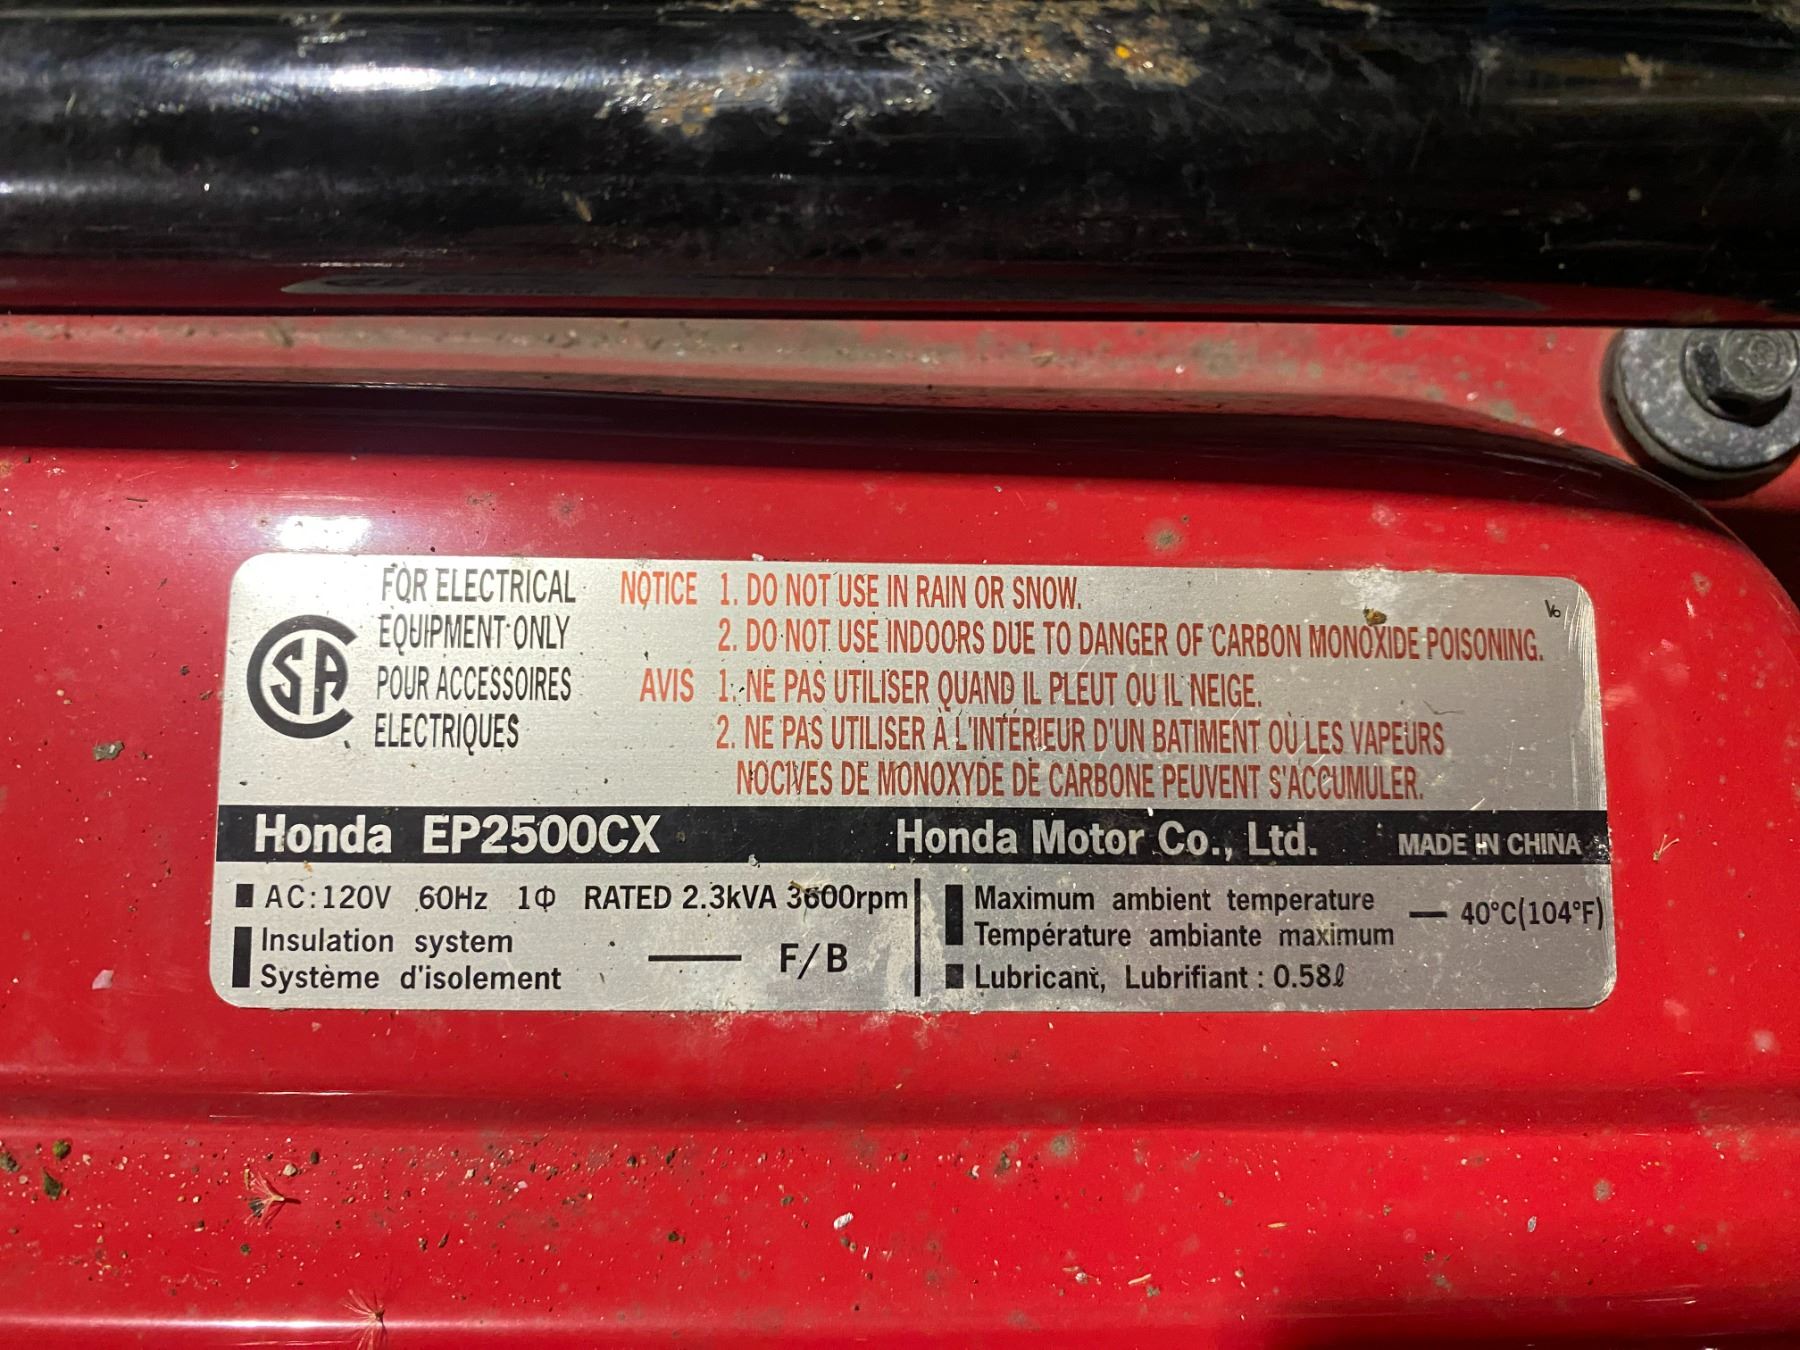 FOR ELECTRICAL
EQUIPMENT ONLY
POUR ACCESSOIRES
ELECTRIQUES
NOTICE 1. DO NOT USE IN RAIN OR SNOW.
2. DO NOT USE INDOORS DUE TO DANGER OF CARBON MONOXIDE POISONING.
AVIS 1. NE PAS UTILISER QUAND IL PLEUT OU IL NEIGE.
2. NE PAS UTILISER À L'INTÉRIEUR D'UN BATIMENT OÙ LES VAPEURS
NOCIVES DE MONOXYDE DE CARBONE PEUVENT S'ACCUMULER.
V6
SA
Honda EP2500CX Honda Motor Co., Ltd. MADE IN CHINA
AC:120V 60Hz 1Φ RATED 2.3kVA 3600rpm
Insulation system
Système d'isolement — F/B
Maximum ambient temperature
Température ambiante maximum — 40°C(104°F)
Lubricant, Lubrifiant : 0.58ℓ